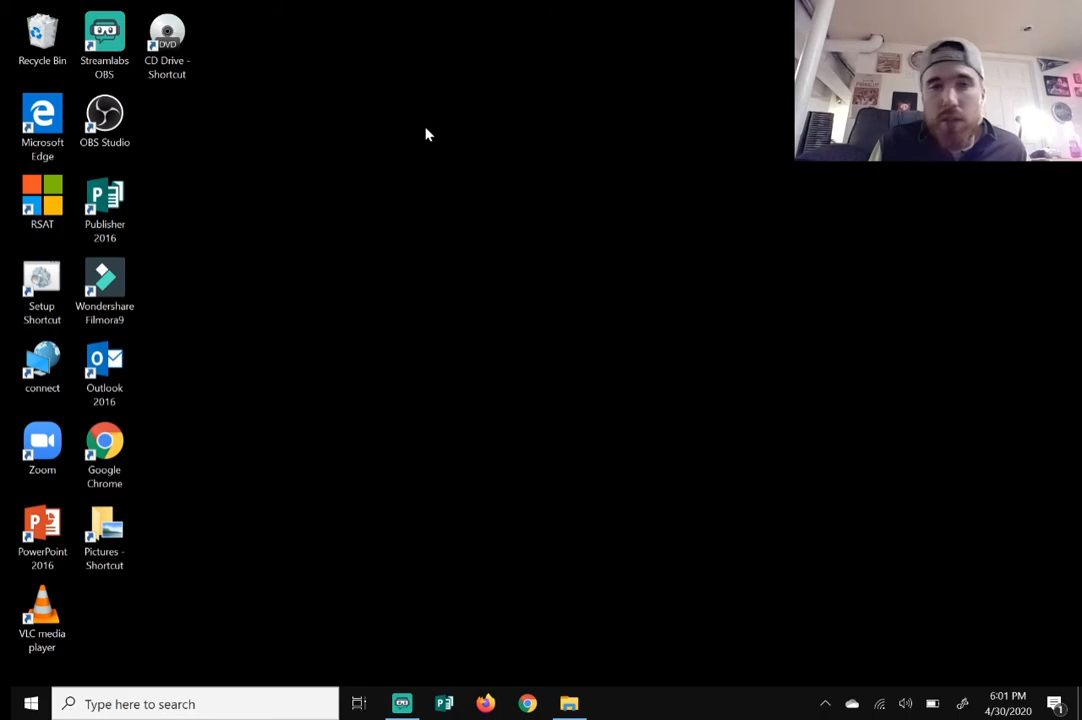 Recycle Bin
Streamlabs
OBS
DVD
CD Drive -
Shortcut
Microsoft
Edge
OBS Studio
RSAT
Publisher
2016
Setup
Shortcut
Wondershare
Filmora9
connect
Outlook
2016
Zoom
Google
Chrome
PowerPoint
2016
Pictures -
Shortcut
VLC media
player
Type here to search
6:01 PM
4/30/2020
1